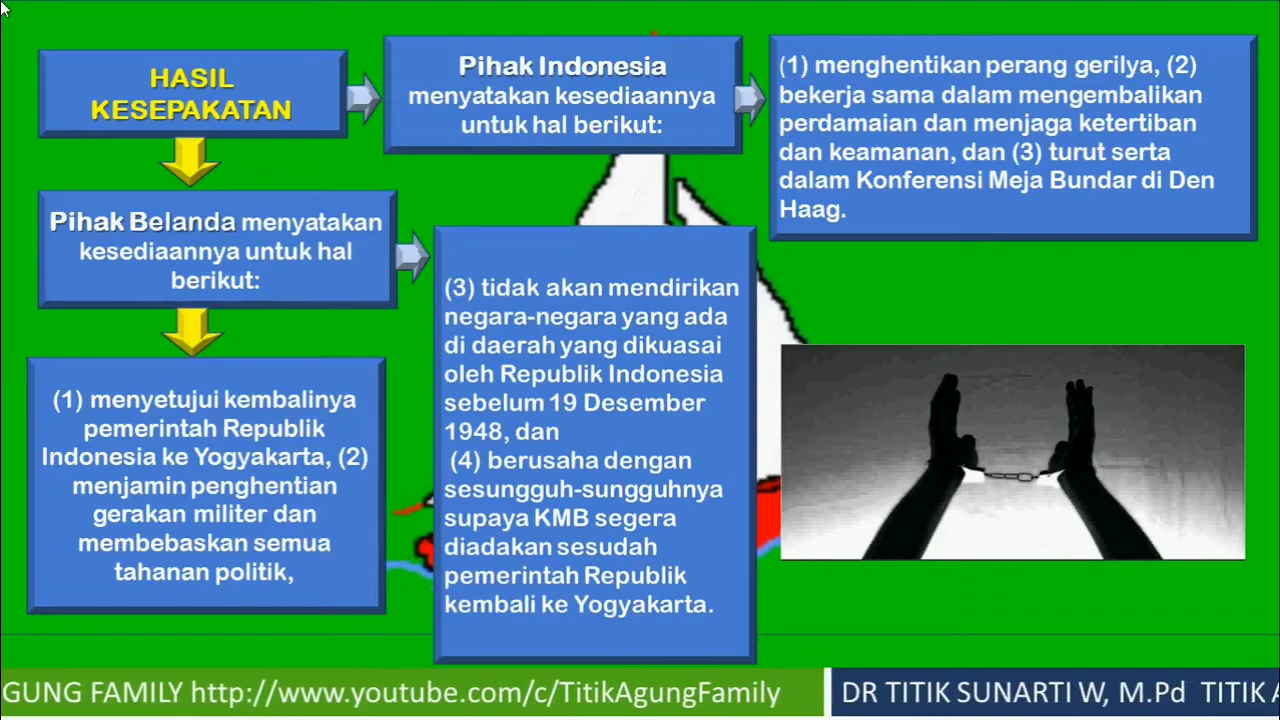 HASIL
KESEPAKATAN
Pihak Indonesia
menyatakan kesediaannya
untuk hal berikut:
(1) menghentikan perang gerilya, (2)
bekerja sama dalam mengembalikan
perdamaian dan menjaga ketertiban
dan keamanan, dan (3) turut serta
dalam Konferensi Meja Bundar di Den
Haag.
Pihak Belanda menyatakan
kesediaannya untuk hal
berikut:
(1) menyetujui kembalinya
pemerintah Republik
Indonesia ke Yogyakarta, (2)
menjamin penghentian
gerakan militer dan
membebaskan semua
tahanan politik,
(3) tidak akan mendirikan
negara-negara yang ada
di daerah yang dikuasai
oleh Republik Indonesia
sebelum 19 Desember
1948, dan
(4) berusaha dengan
sesungguh-sungguhnya
supaya KMB segera
diadakan sesudah
pemerintah Republik
kembali ke Yogyakarta.
GUNG FAMILY http://www.youtube.com/c/TitikAgungFamily
DR TITIK SUNARTI W, M.Pd TITIK A